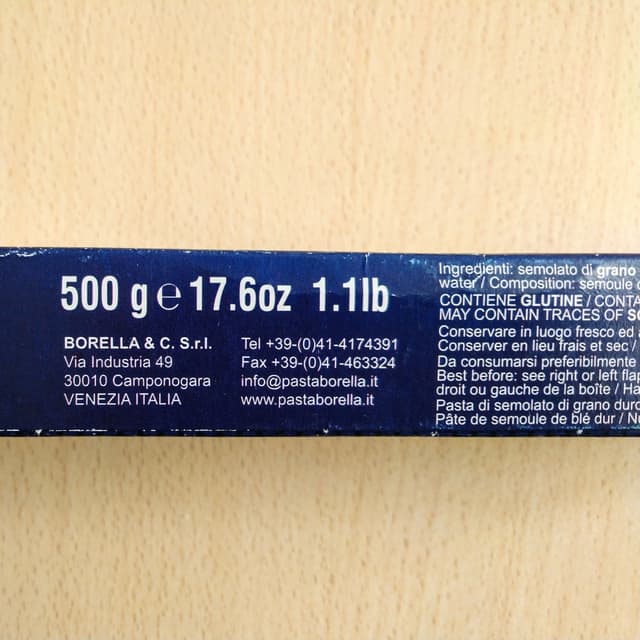 500 g ℮ 17.6oz 1.1lb
BORELLA & C. S.r.l.
Via Industria 49
30010 Camponogara
VENEZIA ITALIA
Tel +39-(0)41-4174391
Fax +39-(0)41-463324
info@pastaborella.it
www.pastaborella.it
Ingredienti: semolato di grano
water / Composition: semoule
CONTIENE GLUTINE / CONTA
MAY CONTAIN TRACES OF
Conservare in luogo fresco ed
Conserver en lieu frais et sec /
Da consumarsi preferibilmente
Best before: see right or left flap
droit ou gauche de la boîte /
Pasta di semolato di grano duro
Pâte de semoule de blé dur /